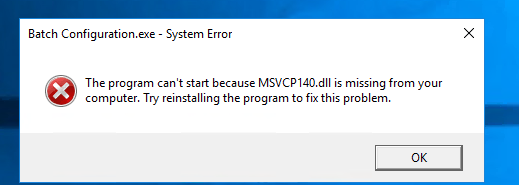 Batch Configuration.exe - System Error
The program can't start because MSVCP140.dll is missing from your
computer. Try reinstalling the program to fix this problem.
OK